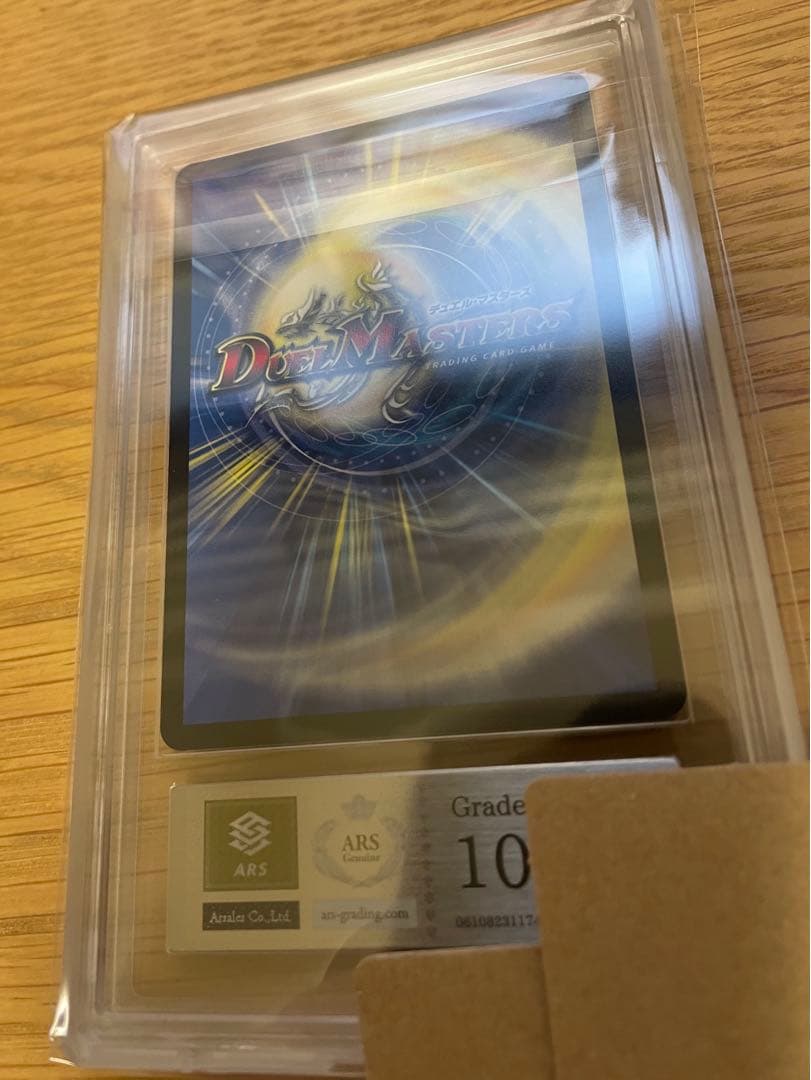 デュエル・マスターズ
DUEL MASTERS
TRADING CARD GAME
ARS
ARS
Genuine
Arrales Co.,Ltd.
ars-grading.com
Grade
10